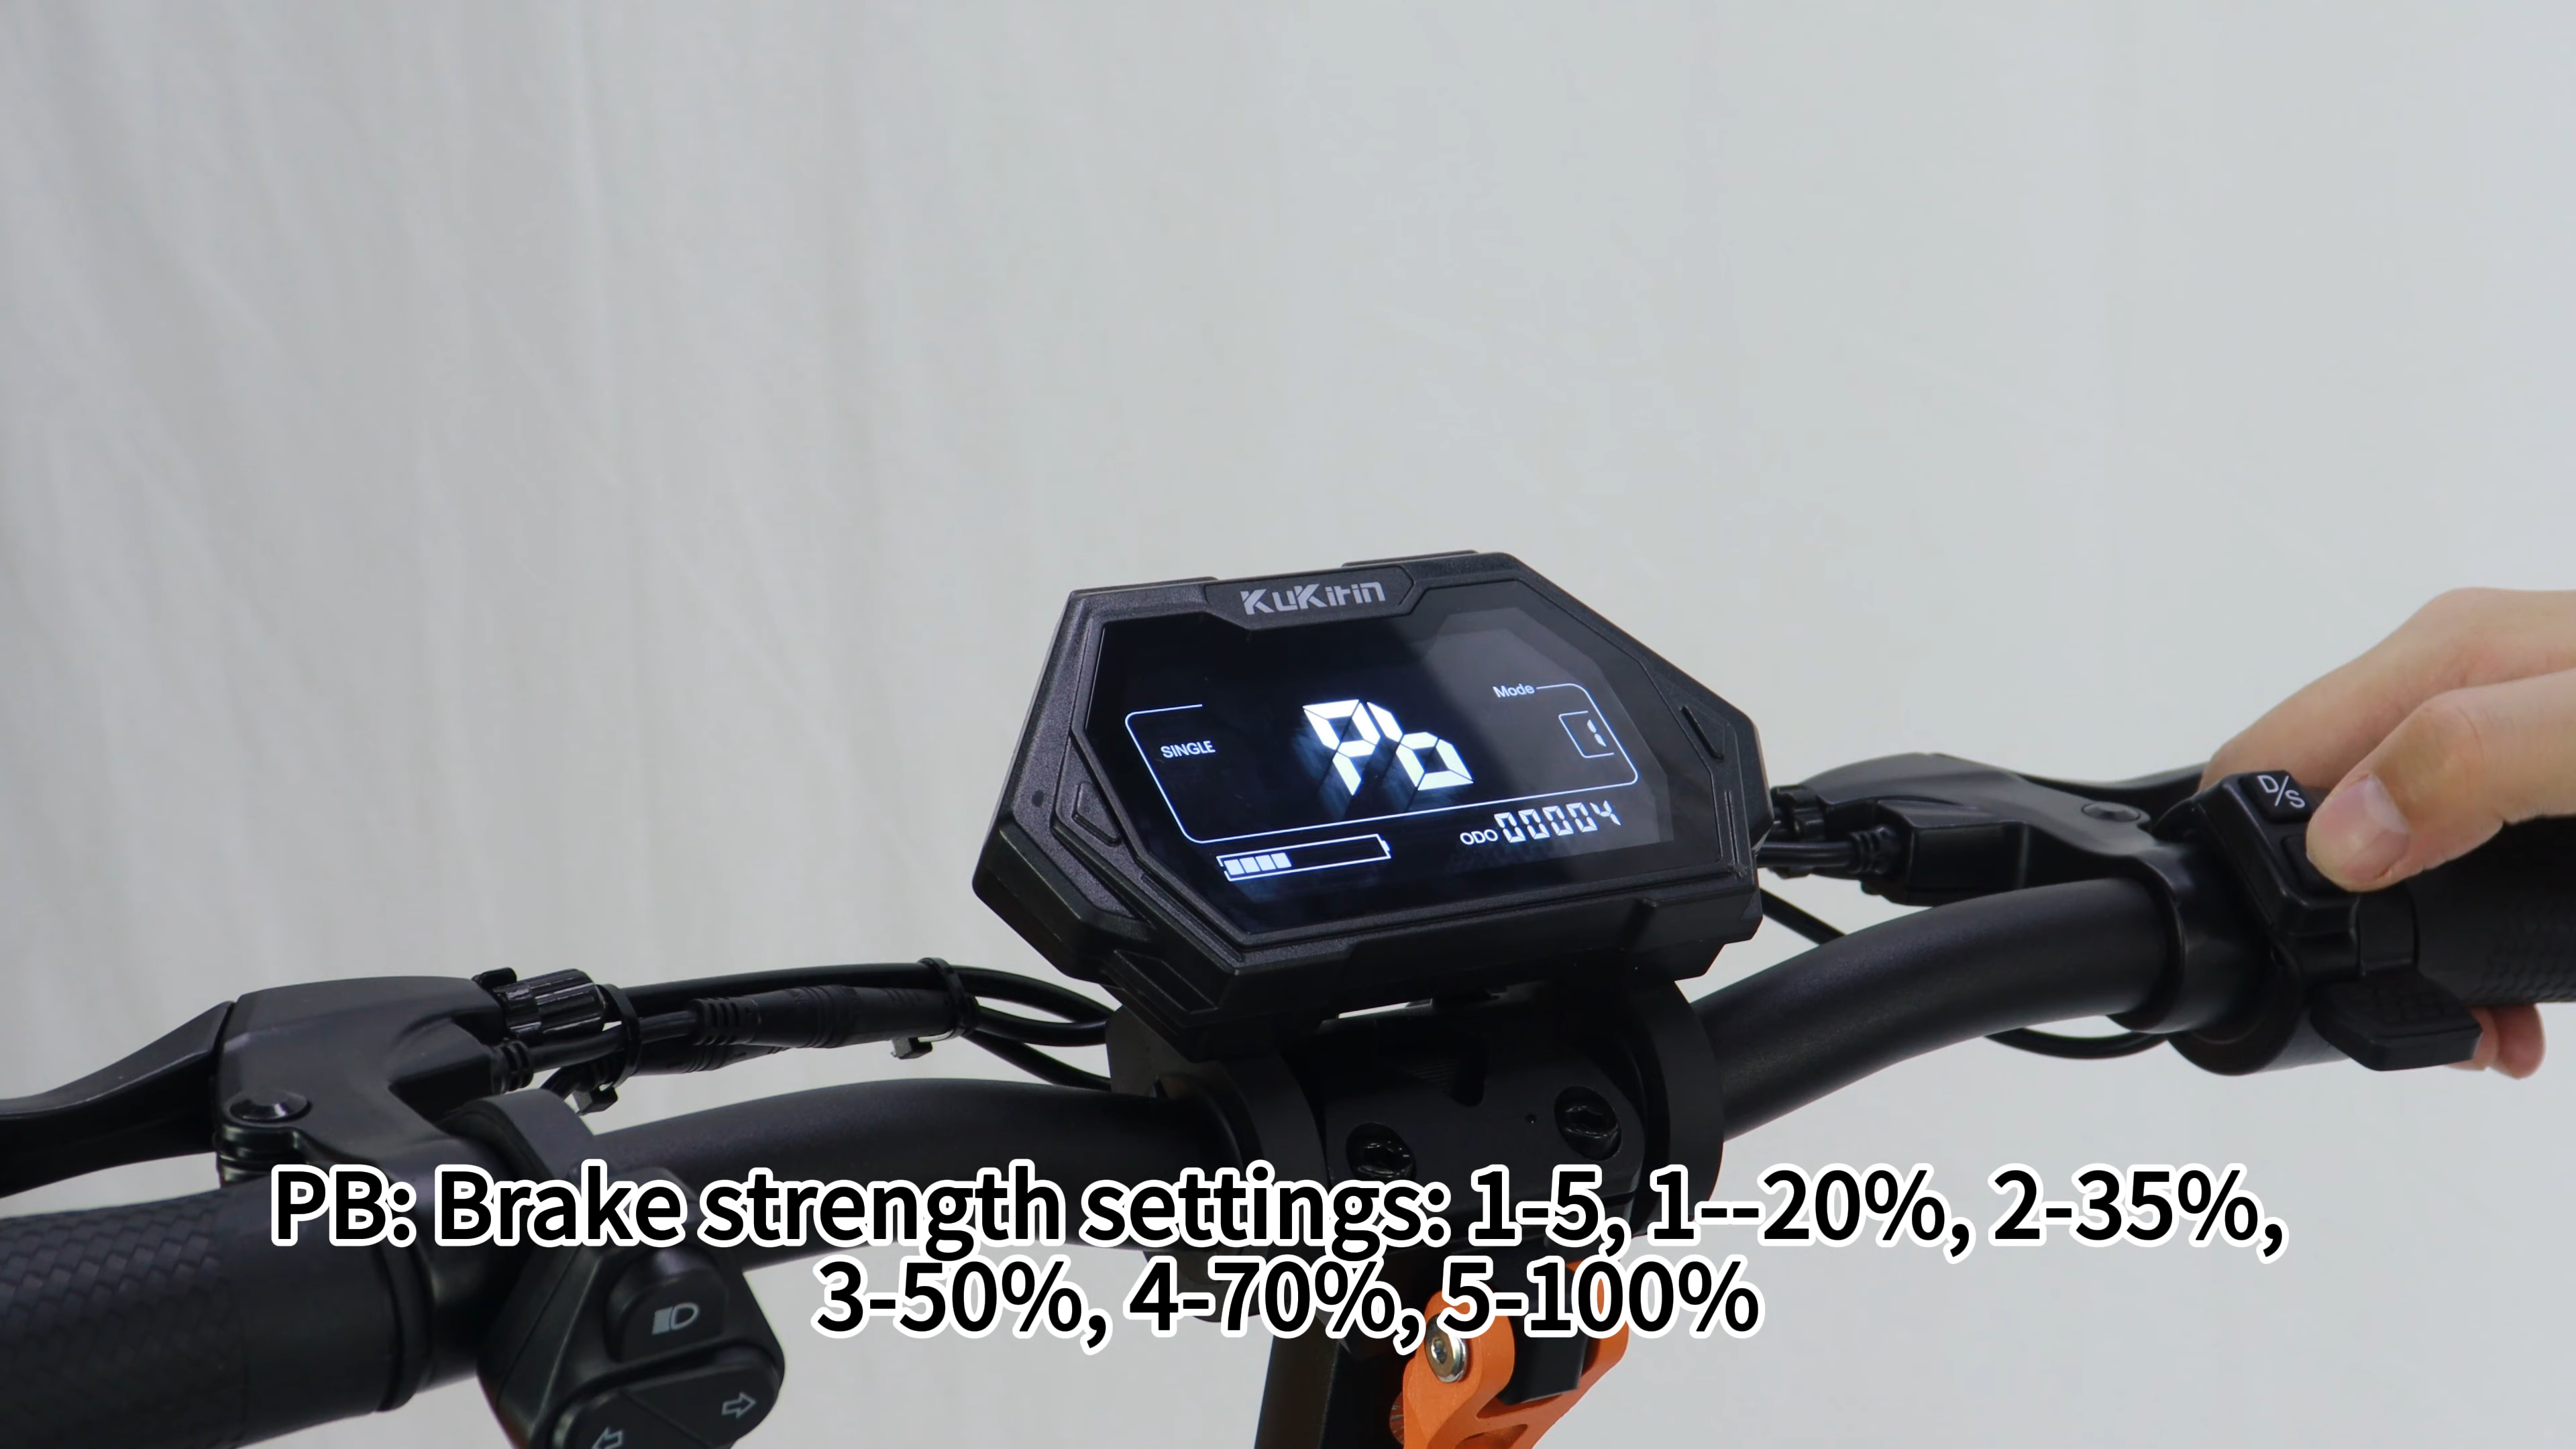 KuKirin
Mode
SINGLE
Pb
1
ODO 00004
D/S
PB: Brake strength settings: 1-5, 1--20%, 2-35%,
3-50%, 4-70%, 5-100%